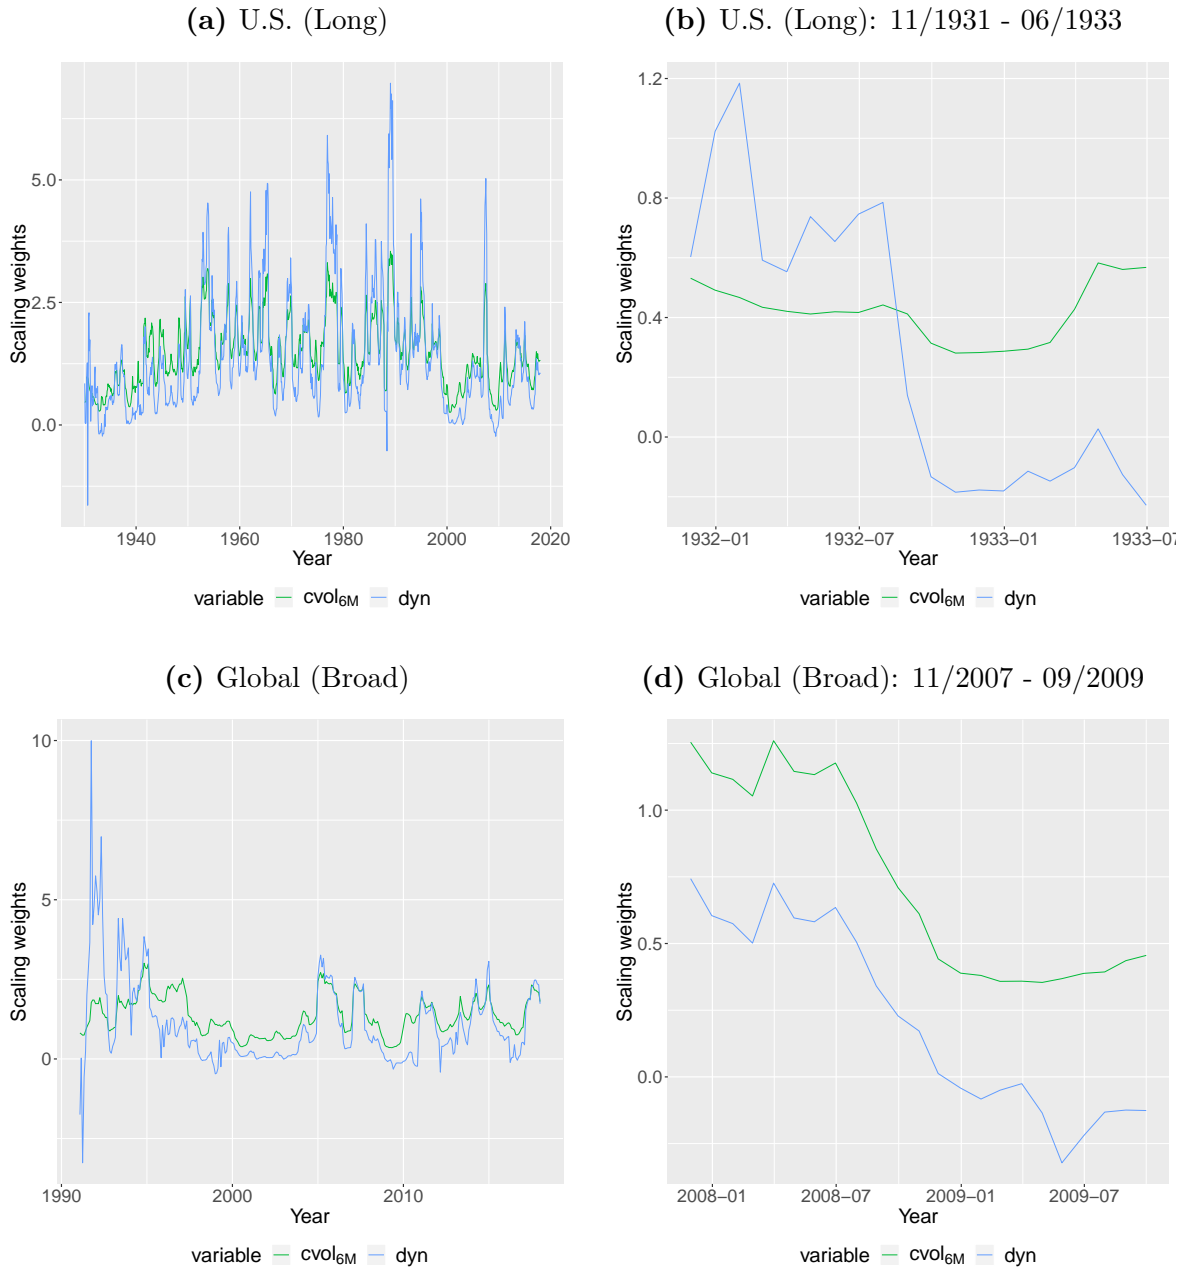 (a) U.S. (Long)
Scaling weights
5.0
2.5
0.0
1940 1960 1980 2000 2020
Year
variable cvol6M dyn
(b) U.S. (Long): 11/1931 - 06/1933
Scaling weights
1.2
0.8
0.4
0.0
1932–01 1932–07 1933–01 1933–07
Year
variable cvol6M dyn
(c) Global (Broad)
Scaling weights
10
5
0
1990 2000 2010
Year
variable cvol6M dyn
(d) Global (Broad): 11/2007 - 09/2009
Scaling weights
1.0
0.5
0.0
2008–01 2008–07 2009–01 2009–07
Year
variable cvol6M dyn